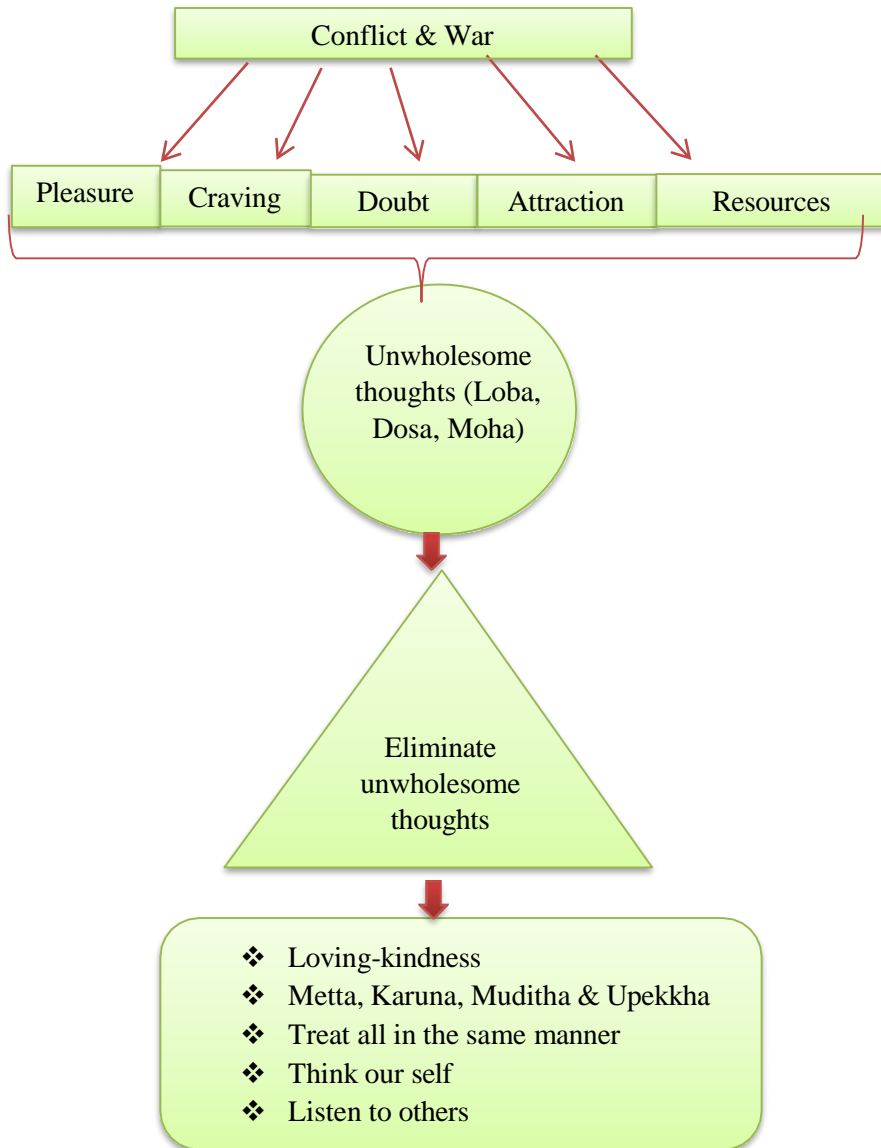 Conflict & War
Pleasure
Craving
Doubt
Attraction
Resources
Unwholesome
thoughts (Loba,
Dosa, Moha)
Eliminate
unwholesome
thoughts
❖ Loving-kindness
❖ Metta, Karuna, Muditha & Upekkha
❖ Treat all in the same manner
❖ Think our self
❖ Listen to others